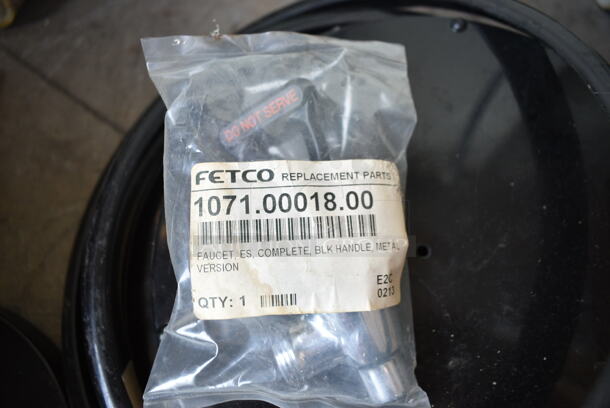 DO NOT SERVE
FETCO REPLACEMENT PARTS
1071.00018.00
FAUCET, ES, COMPLETE, BLK HANDLE, METAL
VERSION
E2C
0213
QTY: 1